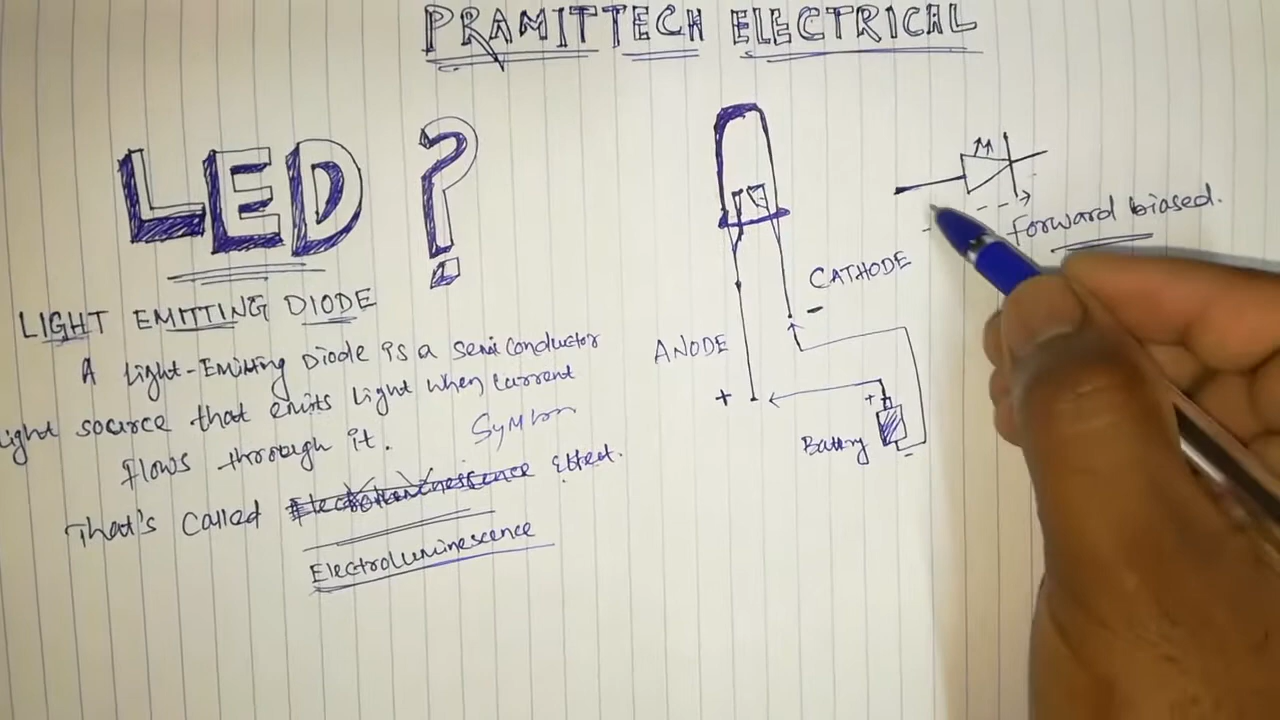 PRAMITTECH ELECTRICAL
LED ?
LIGHT EMITTING DIODE
A Light-Emitting Diode is a semiconductor
light source that emits light when current
flows through it.
That's called Effect.
Electroluminescence
CATHODE
-
ANODE
+
+
Battery
-
forward biased.